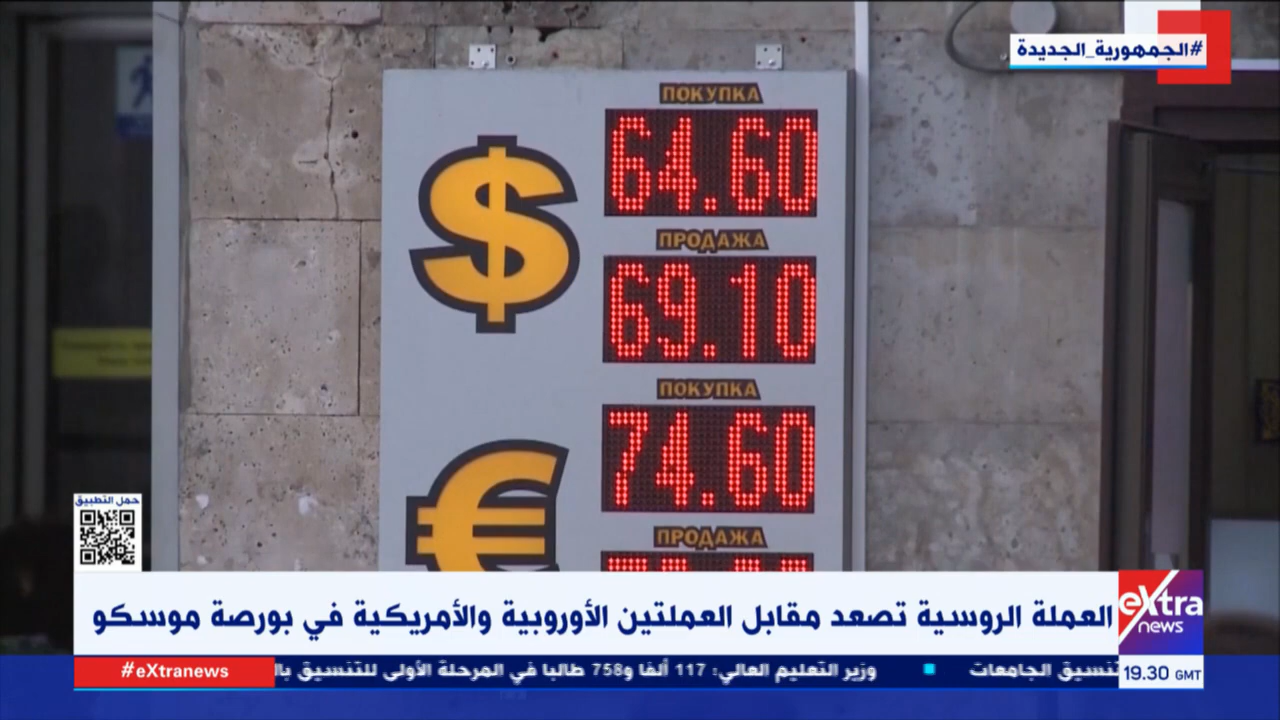 #الجمهورية_الجديدة
ПОКУПКА
$ 64.60
ПРОДАЖА
69.10
ПОКУПКА
€ 74.60
ПРОДАЖА
حمل التطبيق
العملة الروسية تصعد مقابل العملتين الأوروبية والأمريكية في بورصة موسكو
eXtra
news
تنسيق الجامعات ■ وزير التعليم العالي: 117 ألفا و758 طالبا في المرحلة الأولى للتنسيق
#eXtranews
19.30 GMT